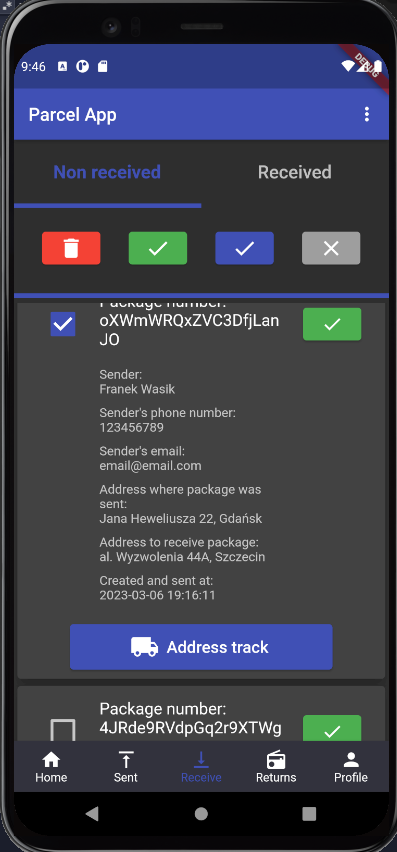 9:46
DEBUG
Parcel App
Non received
Received
Package number:
oXWmWRQxZVC3DfjLan
JO
Sender:
Franek Wasik
Sender's phone number:
123456789
Sender's email:
email@email.com
Address where package was
sent:
Jana Heweliusza 22, Gdańsk
Address to receive package:
al. Wyzwolenia 44A, Szczecin
Created and sent at:
2023-03-06 19:16:11
Address track
Package number:
4JRde9RVdpGq2r9XTWg
Home
Sent
Receive
Returns
Profile